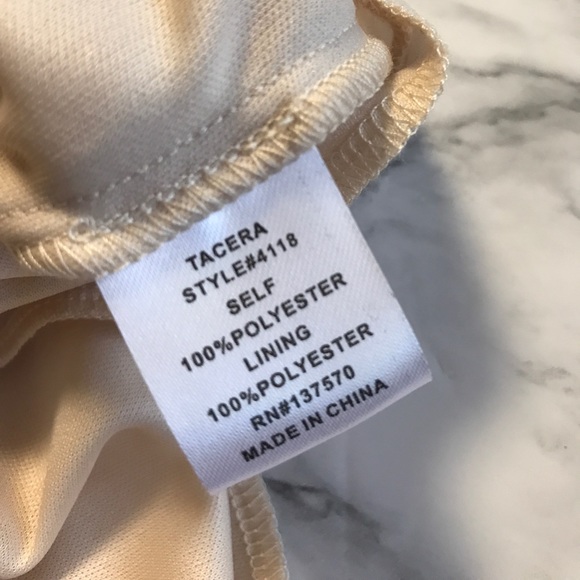 TACERA
STYLE#4118
SELF
100%POLYESTER
LINING
100%POLYESTER
RN#137570
MADE IN CHINA